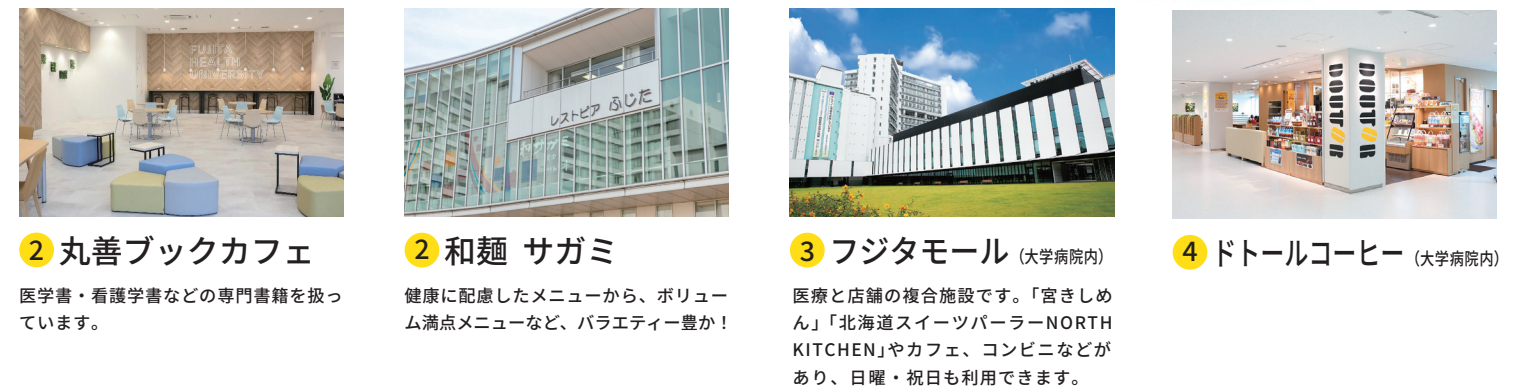 FUJITA
HEALTH
UNIVERSITY
2 丸善ブックカフェ
医学書・看護学書などの専門書籍を扱っ
ています。
レストピア ふじた
2 和麺 サガミ
健康に配慮したメニューから、ボリュー
ム満点メニューなど、バラエティー豊か！
3 フジタモール（大学病院内）
医療と店舗の複合施設です。「宮きしめ
ん」「北海道スイーツパーラーNORTH
KITCHEN」やカフェ、コンビニなどが
あり、日曜・祝日も利用できます。
DOUTOR
DOUTOR
4 ドトールコーヒー（大学病院内）